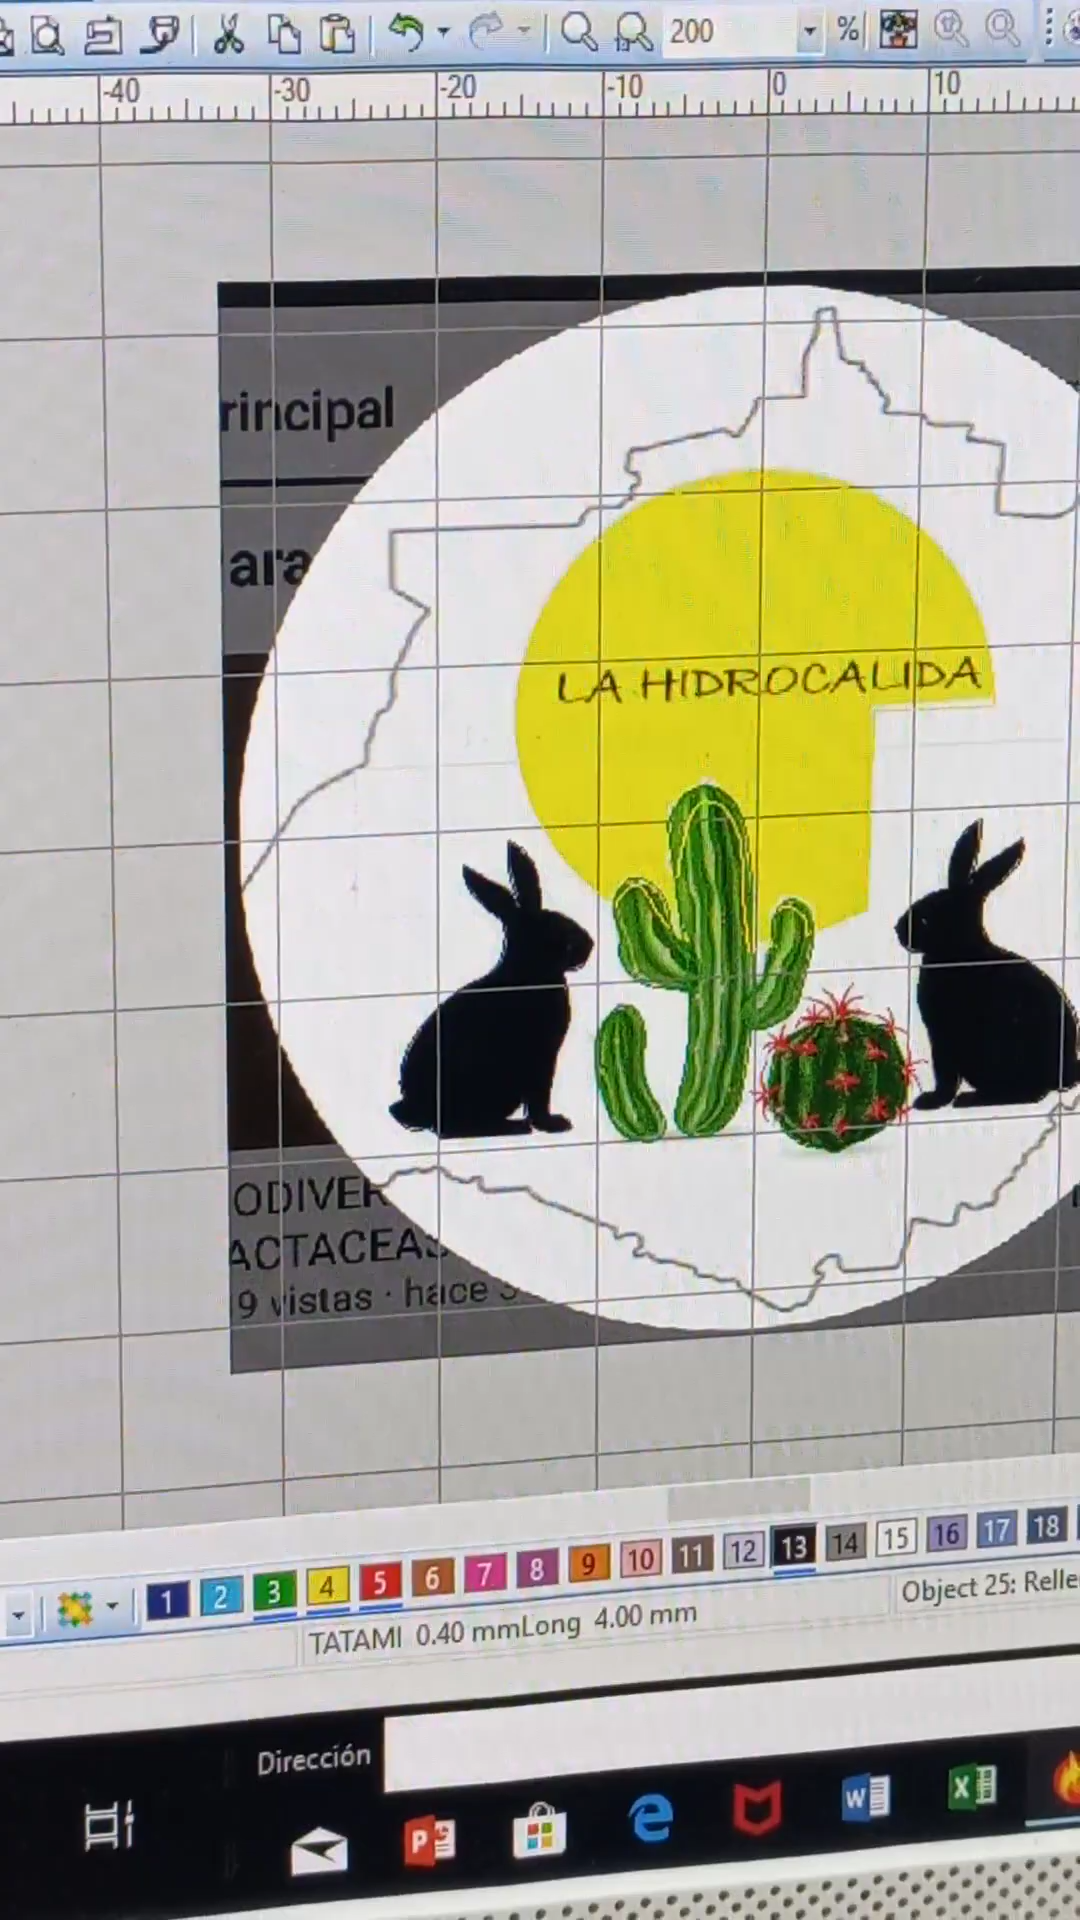 200 %
-40 -30 -20 -10 0 10
rincipal
ara
LA HIDROCALIDA
ODIVER
ACTACEAS
9 vistas · hace
1 2 3 4 5 6 7 8 9 10 11 12 13 14 15 16 17 18
TATAMI 0.40 mmLong 4.00 mm
Object 25: Relle
Dirección
P
W
X